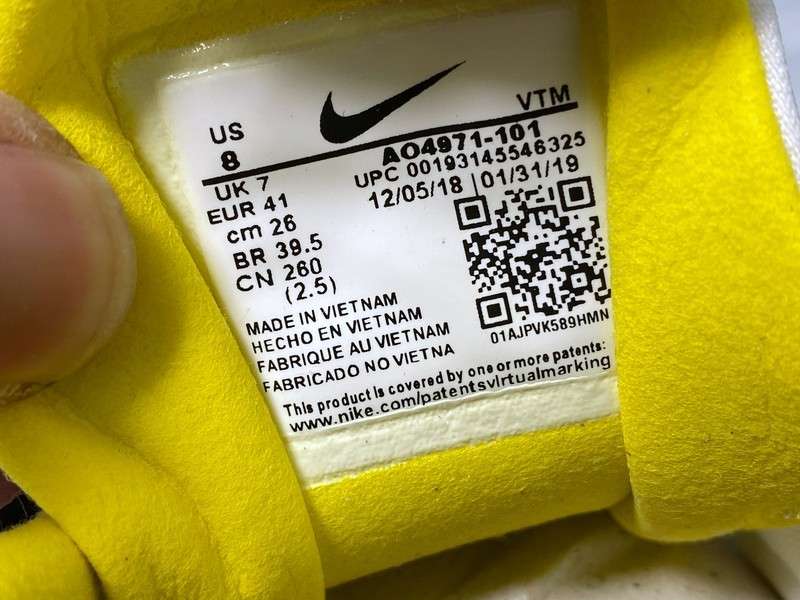 US
8
VTM
AO4971-101
UPC 00193145546325
12/05/18 | 01/31/19
UK 7
EUR 41
cm 26
BR 39.5
CN 260
(2.5)
MADE IN VIETNAM
HECHO EN VIETNAM
FABRIQUE AU VIETNAM
FABRICADO NO VIETNA
01AJPVK589HMN
This product is covered by one or more patents:
www.nike.com/patentsvirtualmarking